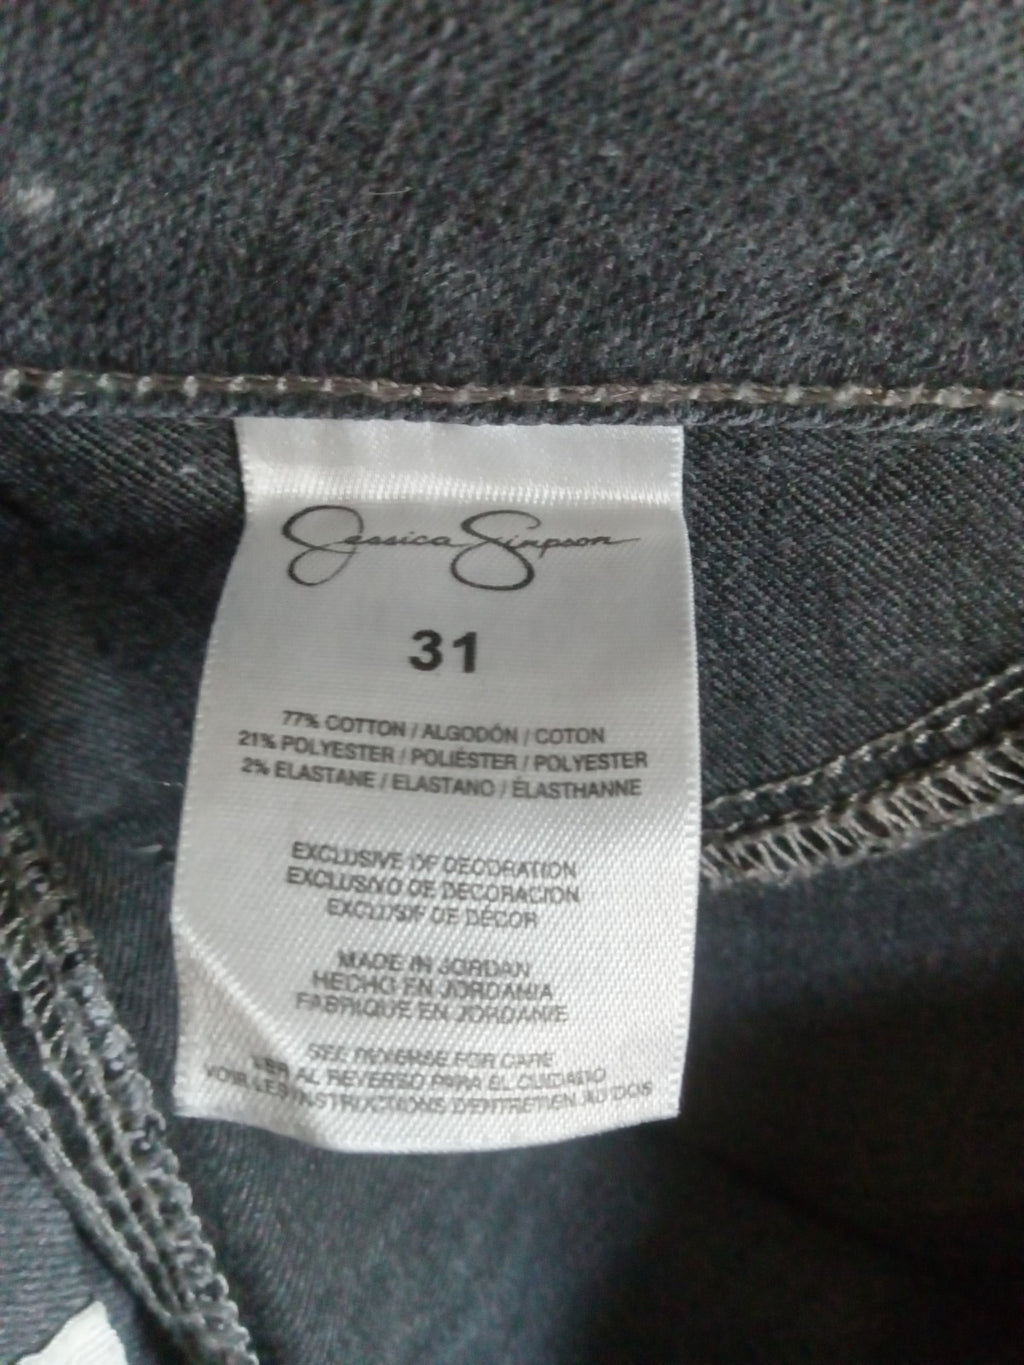 Jessica Simpson
31
77% COTTON / ALGODÓN / COTON
21% POLYESTER / POLIÉSTER / POLYESTER
2% ELASTANE / ELASTANO / ÉLASTHANNE
EXCLUSIVE OF DECORATION
EXCLUSIVO DE DECORACION
EXCLUSIF DE DÉCOR
MADE IN JORDAN
HECHO EN JORDANIA
FABRIQUE EN JORDANIE
SEE REVERSE FOR CARE
VER AL REVERSO PARA EL CUIDADO
VOIR LES INSTRUCTIONS D'ENTRETIEN AU DOS